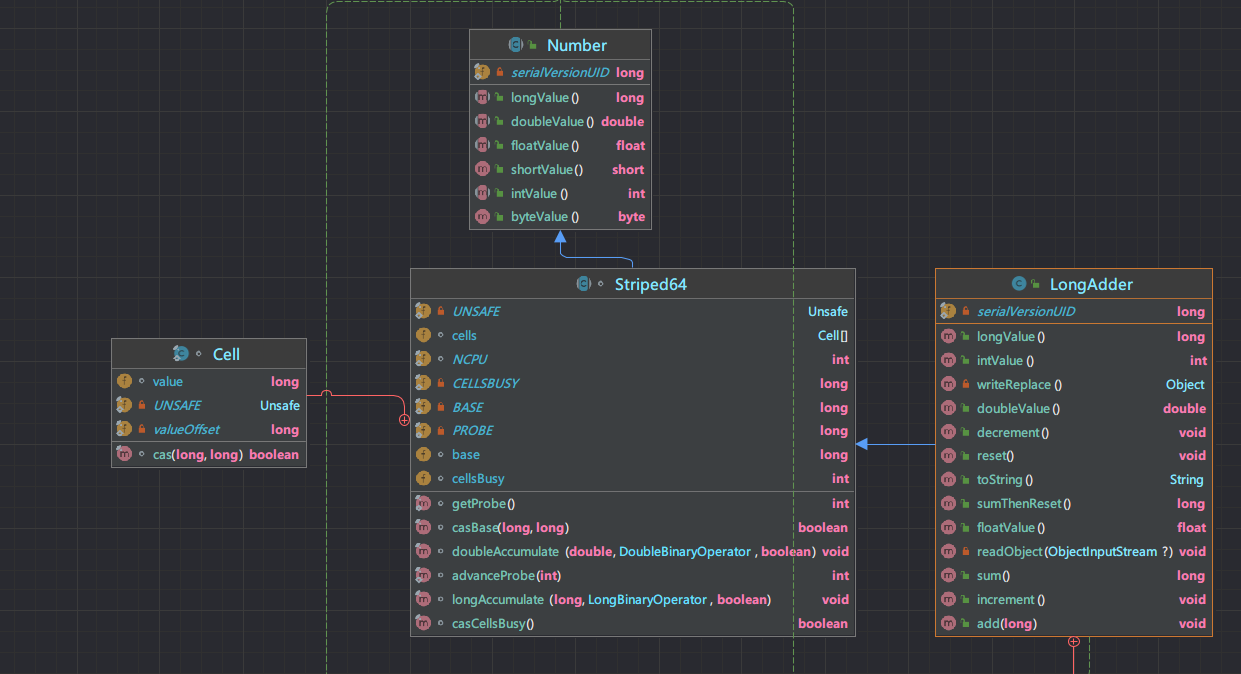 Number
serialVersionUID long
longValue() long
doubleValue() double
floatValue() float
shortValue() short
intValue () int
byteValue () byte
Striped64
UNSAFE Unsafe
cells Cell[]
NCPU int
CELLSBUSY long
BASE long
PROBE long
base long
cellsBusy int
getProbe() int
casBase(long, long) boolean
doubleAccumulate (double, DoubleBinaryOperator , boolean) void
advanceProbe(int) int
longAccumulate (long, LongBinaryOperator , boolean) void
casCellsBusy() boolean
Cell
value long
UNSAFE Unsafe
valueOffset long
cas(long, long) boolean
LongAdder
serialVersionUID long
longValue() long
intValue () int
writeReplace () Object
doubleValue() double
decrement() void
reset() void
toString () String
sumThenReset() long
floatValue() float
readObject(ObjectInputStream ?) void
sum() long
increment () void
add(long) void